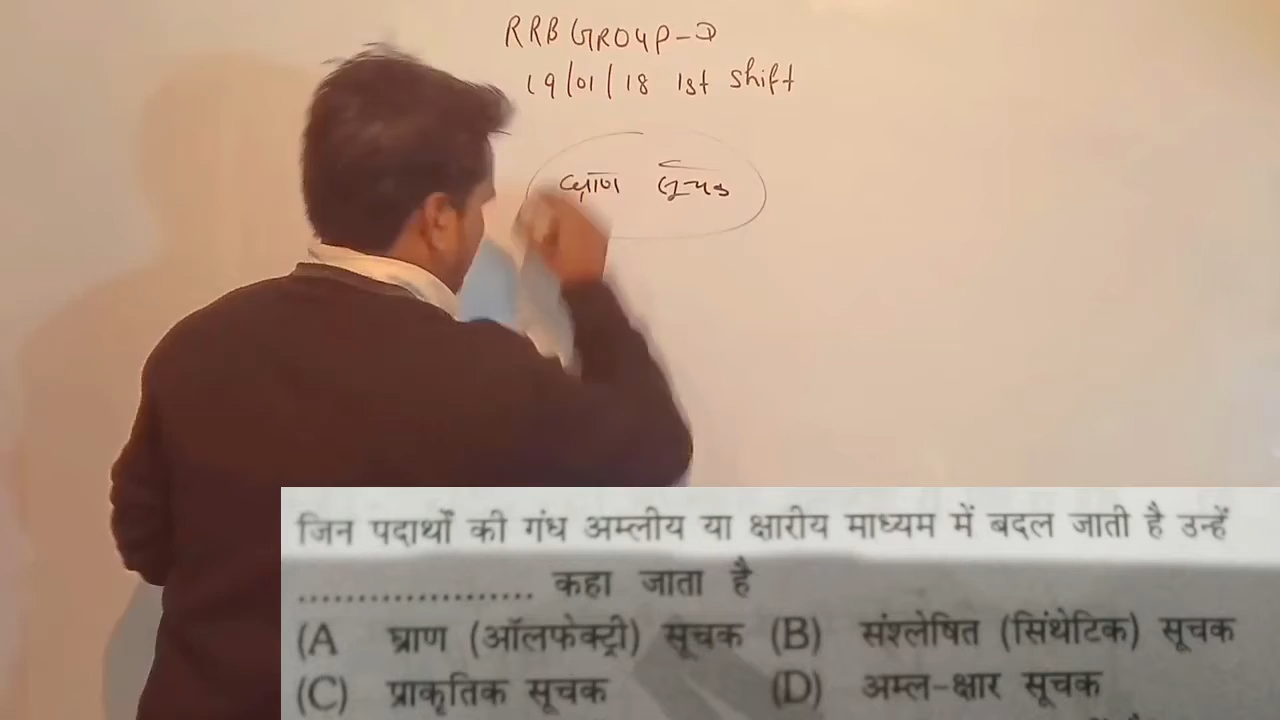 RRB GROUP-D
19/01/18 1st shift
घ्राण सूचक
जिन पदार्थों की गंध अम्लीय या क्षारीय माध्यम में बदल जाती है उन्हें
.................... कहा जाता है
(A घ्राण (ऑलफेक्ट्री) सूचक (B) संश्लेषित (सिंथेटिक) सूचक
(C) प्राकृतिक सूचक (D) अम्ल-क्षार सूचक